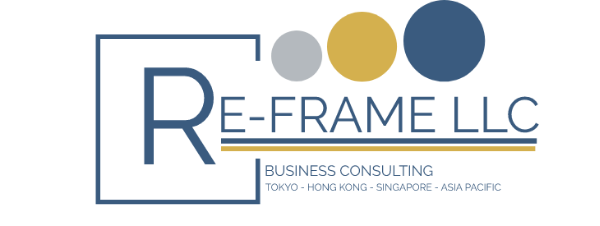 RE-FRAME LLC
BUSINESS CONSULTING
TOKYO - HONG KONG - SINGAPORE - ASIA PACIFIC